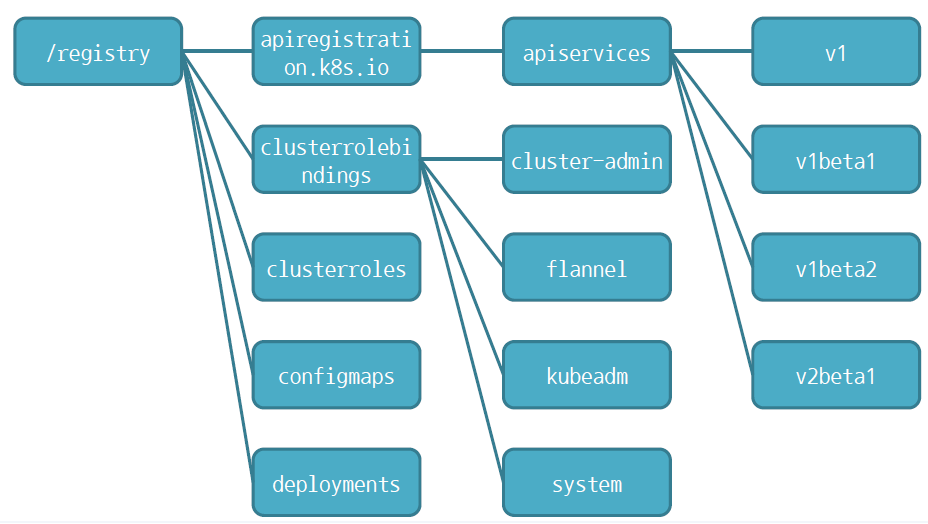 /registry
apiregistrati
on.k8s.io
apiservices
v1
clusterrolebi
ndings
cluster-admin
v1beta1
clusterroles
flannel
v1beta2
configmaps
kubeadm
v2beta1
deployments
system